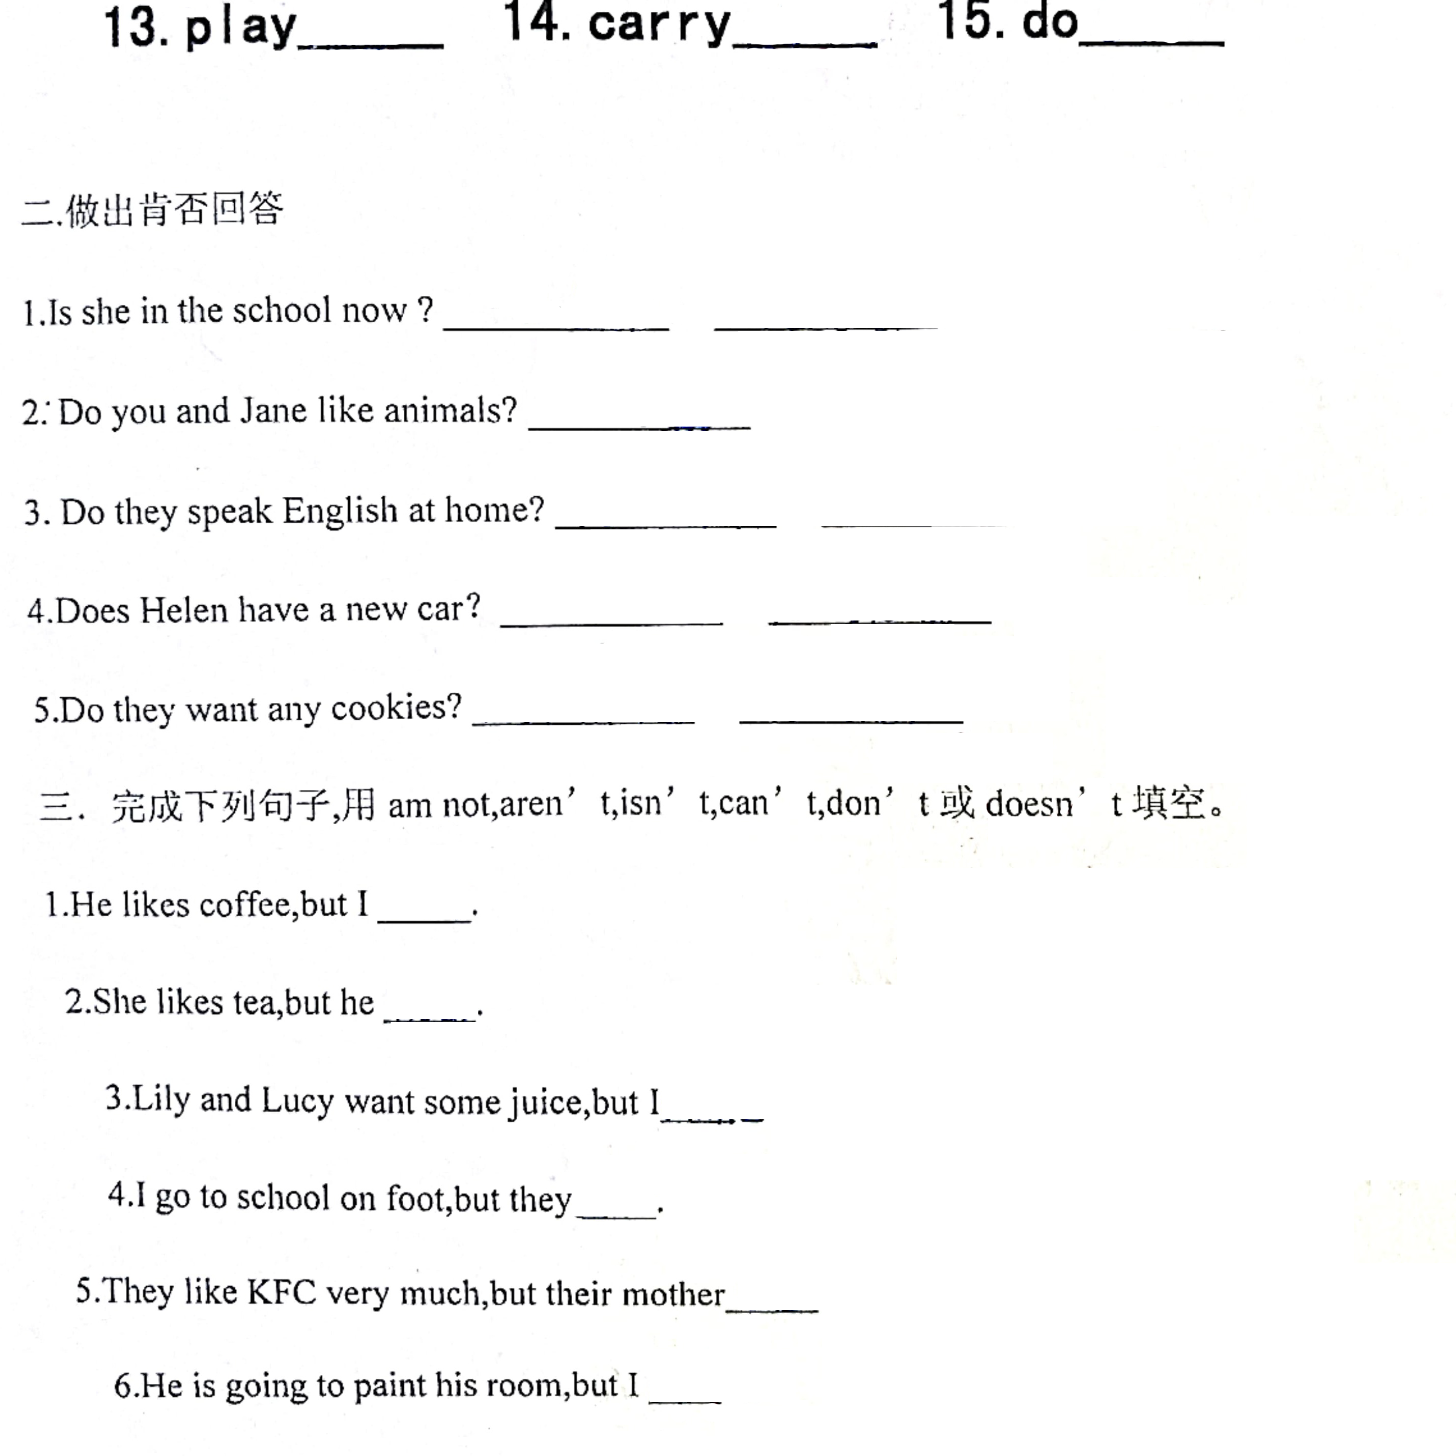 13. play______ 14. carry______ 15. do______
二.做出肯否回答
1.Is she in the school now ? ____________ ____________
2. Do you and Jane like animals? ____________
3. Do they speak English at home? ____________ __________
4.Does Helen have a new car? ____________ ____________
5.Do they want any cookies? ____________ ____________
三. 完成下列句子,用 am not,aren’t,isn’t,can’t,don’t 或 doesn’t 填空。
1.He likes coffee,but I _____.
2.She likes tea,but he _____.
3.Lily and Lucy want some juice,but I_____
4.I go to school on foot,but they____.
5.They like KFC very much,but their mother_____
6.He is going to paint his room,but I ____